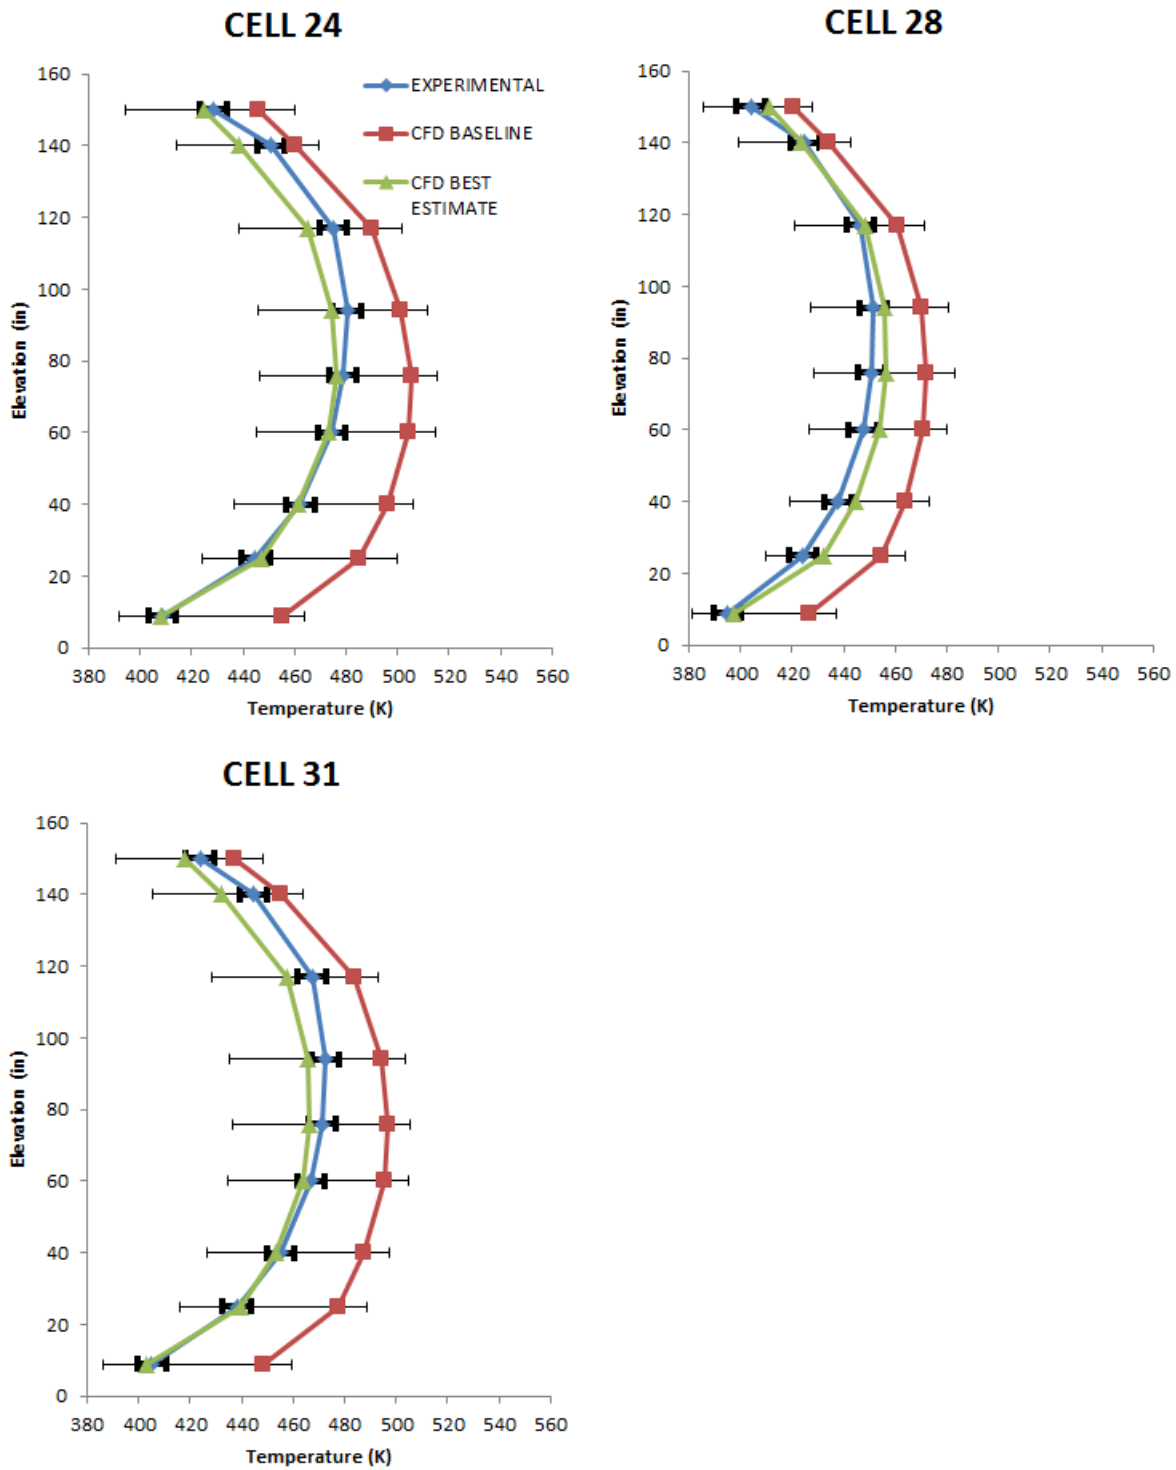 CELL 24
160
140
120
100
80
60
40
20
0
Elevation (in)
380 400 420 440 460 480 500 520 540 560
Temperature (K)
EXPERIMENTAL
CFD BASELINE
CFD BEST
ESTIMATE
CELL 28
160
140
120
100
80
60
40
20
0
Elevation (in)
380 400 420 440 460 480 500 520 540 560
Temperature (K)
CELL 31
160
140
120
100
80
60
40
20
0
Elevation (in)
380 400 420 440 460 480 500 520 540 560
Temperature (K)